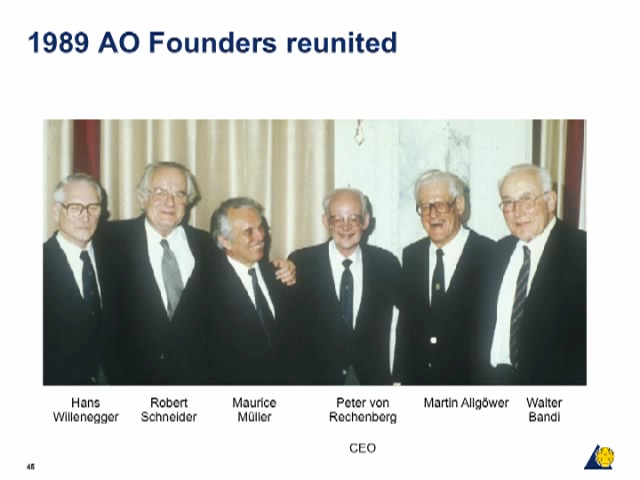 1989 AO Founders reunited
Hans
Willenegger
Robert
Schneider
Maurice
Müller
Peter von
Rechenberg
Martin Allgöwer
Walter
Bandi
CEO
45